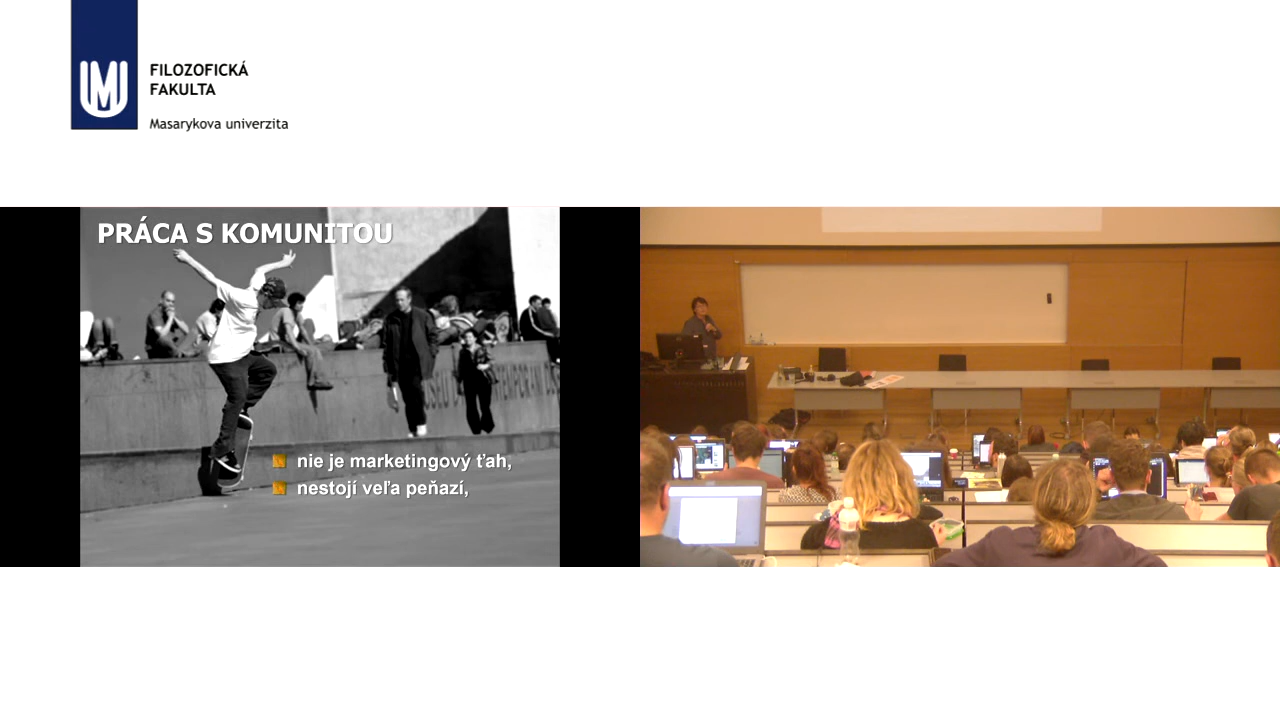 FILOZOFICKÁ
FAKULTA
Masarykova univerzita
PRÁCA S KOMUNITOU
nie je marketingový ťah,
nestojí veľa peňazí,